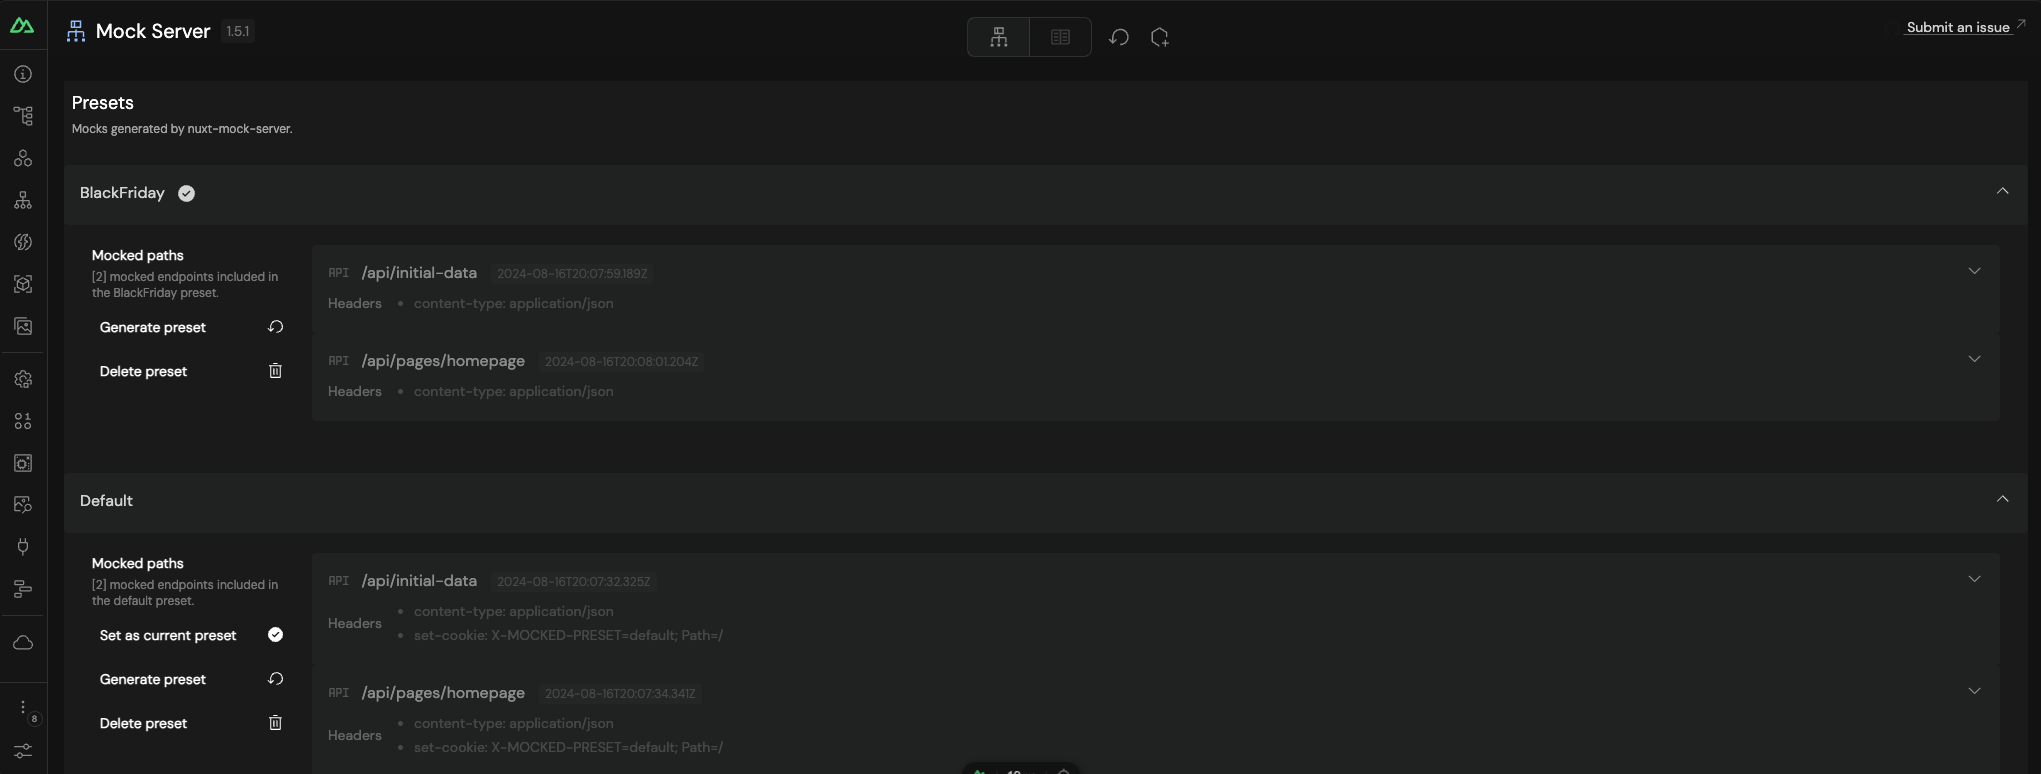 Mock Server 1.5.1
Submit an issue
Presets
Mocks generated by nuxt-mock-server.
BlackFriday
Mocked paths
[2] mocked endpoints included in
the BlackFriday preset.
Generate preset
Delete preset
API /api/initial-data 2024-08-16T20:07:59.189Z
Headers • content-type: application/json
API /api/pages/homepage 2024-08-16T20:08:01.204Z
Headers • content-type: application/json
Default
Mocked paths
[2] mocked endpoints included in
the default preset.
Set as current preset
Generate preset
Delete preset
API /api/initial-data 2024-08-16T20:07:32.325Z
Headers
• content-type: application/json
• set-cookie: X-MOCKED-PRESET=default; Path=/
API /api/pages/homepage 2024-08-16T20:07:34.341Z
Headers
• content-type: application/json
• set-cookie: X-MOCKED-PRESET=default; Path=/
8